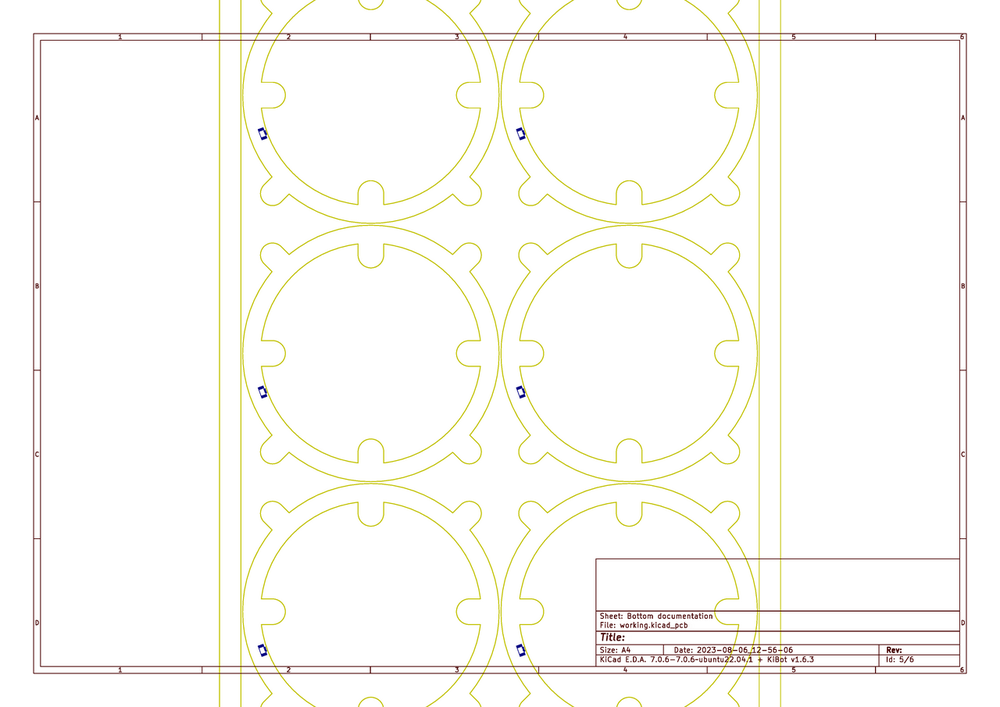 1 2 3 4 5 6
A A
B B
C C
D D
Sheet: Bottom documentation
File: working.kicad_pcb
Title:
Size: A4 Date: 2023-08-06_12-56-06 Rev:
KiCad E.D.A. 7.0.6-7.0.6~ubuntu22.04.1 + KiBot v1.6.3 Id: 5/6
1 2 3 4 5 6